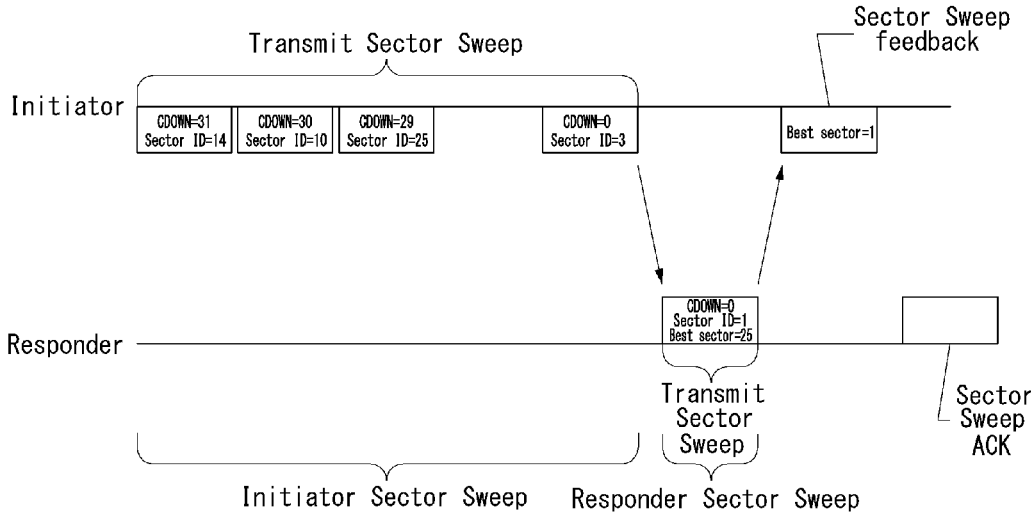 Sector Sweep
feedback
Transmit Sector Sweep
Initiator
CDOWN=31
Sector ID=14
CDOWN=30
Sector ID=10
CDOWN=29
Sector ID=25
CDOWN=0
Sector ID=3
Best sector=1
Responder
CDOWN=0
Sector ID=1
Best sector=25
Transmit
Sector
Sweep
Sector
Sweep
ACK
Initiator Sector Sweep
Responder Sector Sweep